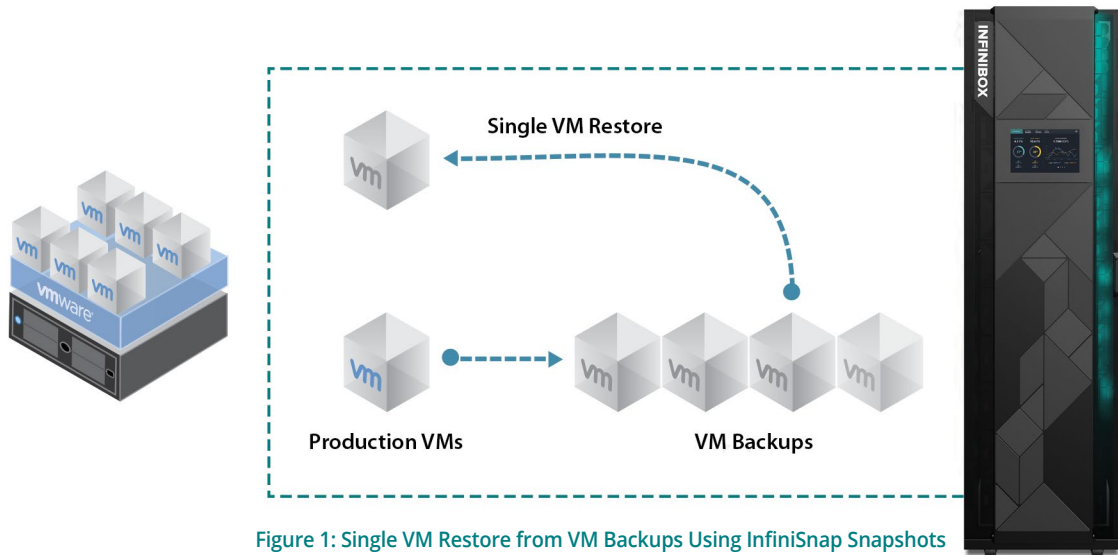 INFINIBOX
Single VM Restore
vm
vm
vm
vm
vm
vm
vm
vmware
vm
vm
vm
vm
vm
Production VMs
VM Backups
Figure 1: Single VM Restore from VM Backups Using InfiniSnap Snapshots